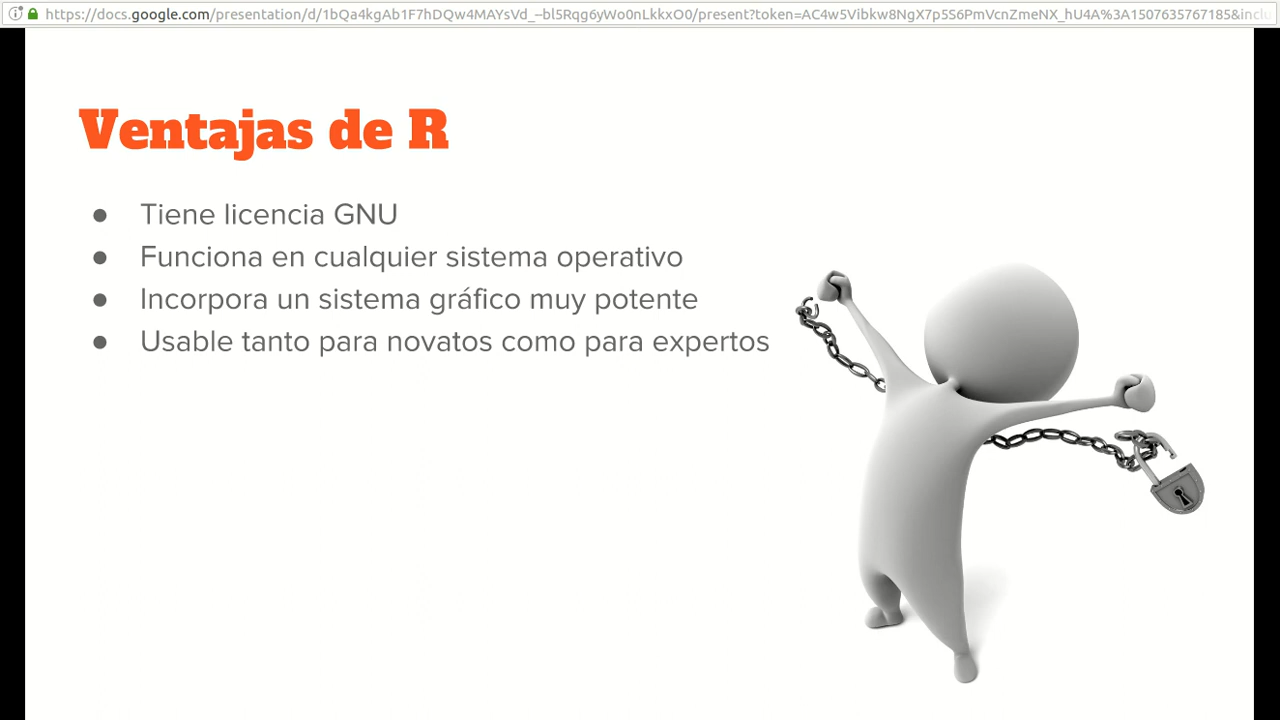 https://docs.google.com/presentation/d/1bQa4kgAb1F7hDQw4MAYsVd_--bl5Rqg6yWo0nLkkxO0/present?token=AC4w5Vibkw8NgX7p5S6PmVcnZmeNX_hU4A%3A1507635767185&inclu
Ventajas de R
● Tiene licencia GNU
● Funciona en cualquier sistema operativo
● Incorpora un sistema gráfico muy potente
● Usable tanto para novatos como para expertos